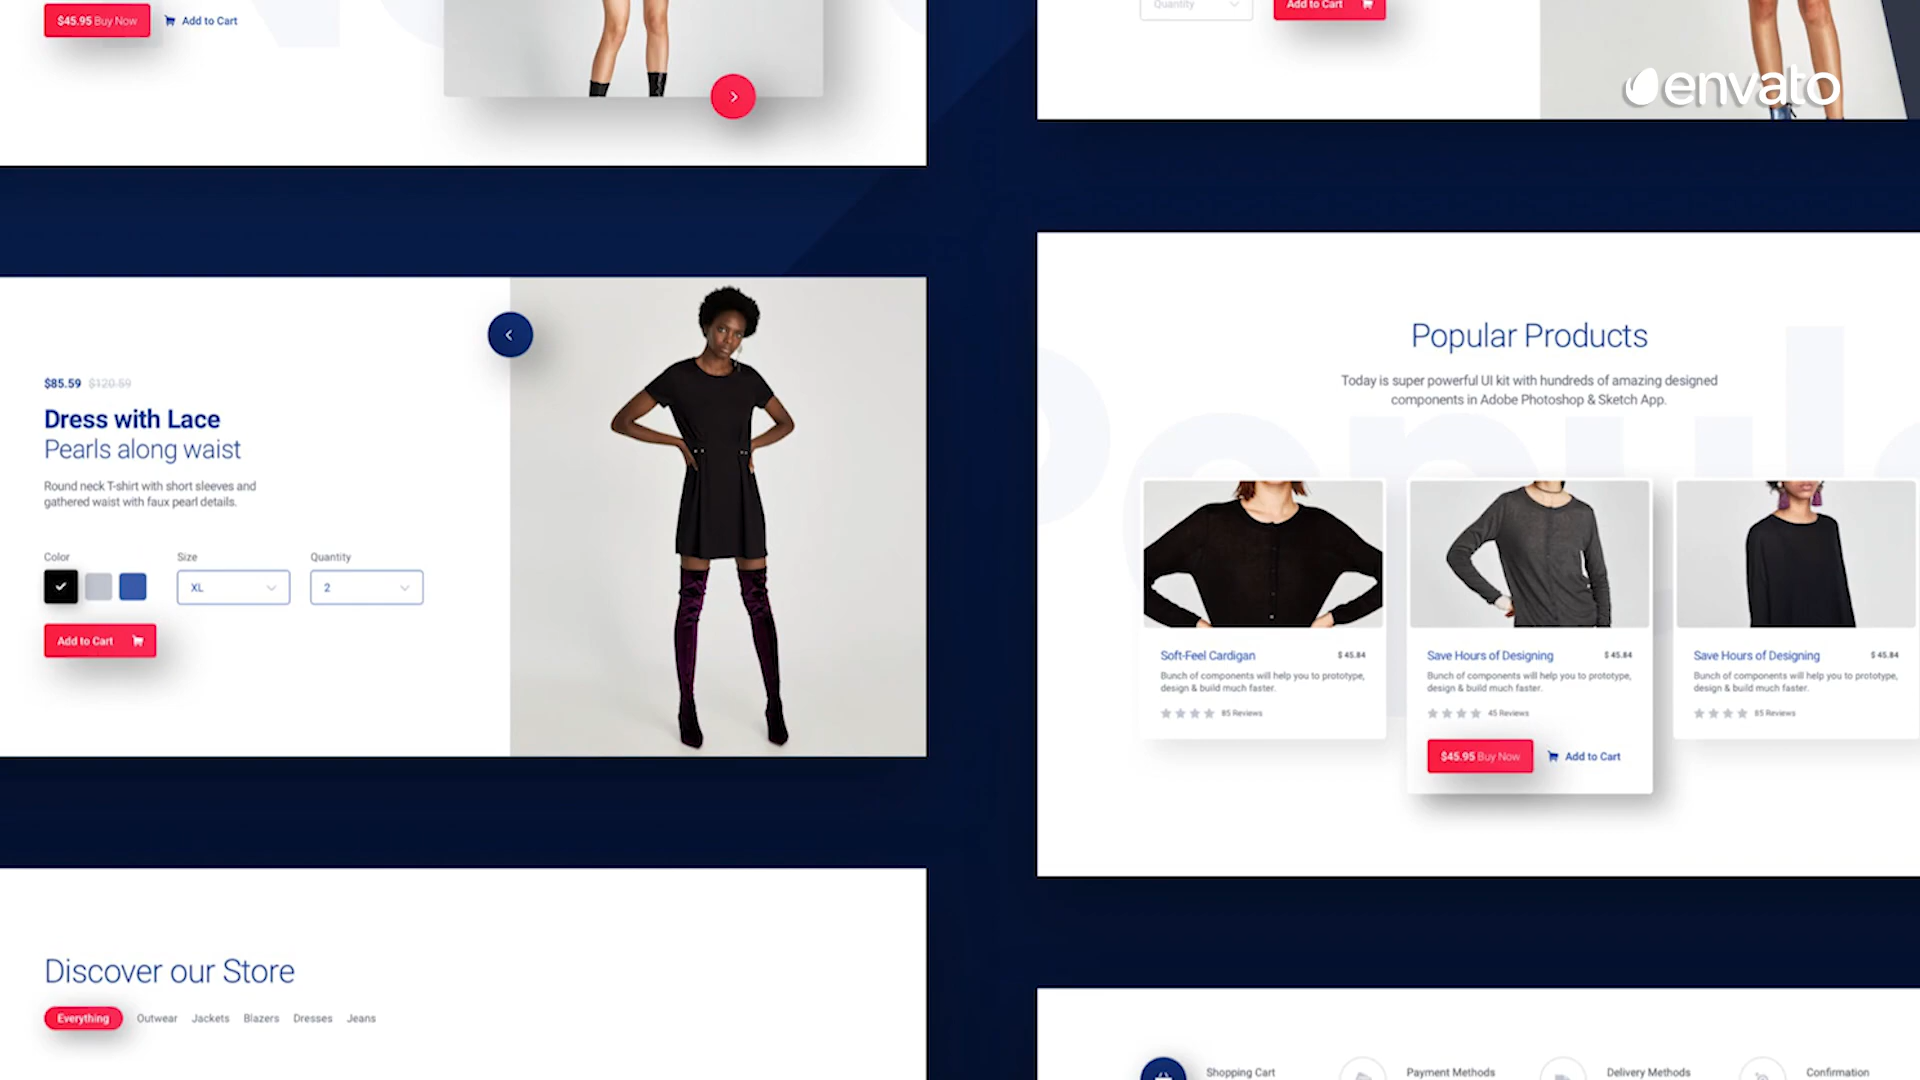 $45.95 Buy Now
Add to Cart
Quantity
Add to Cart
envato
$85.59 $120.59
Dress with Lace
Pearls along waist
Round neck T-shirt with short sleeves and
gathered waist with faux pearl details.
Color
Size
Quantity
XL
2
Add to Cart
Popular Products
Today is super powerful UI kit with hundreds of amazing designed
components in Adobe Photoshop & Sketch App.
Soft-Feel Cardigan
$ 45.84
Bunch of components will help you to prototype,
design & build much faster.
85 Reviews
Save Hours of Designing
$ 45.84
Bunch of components will help you to prototype,
design & build much faster.
45 Reviews
$45.95 Buy Now
Add to Cart
Save Hours of Designing
$ 45.84
Bunch of components will help you to prototype,
design & build much faster.
85 Reviews
Discover our Store
Everything
Outwear
Jackets
Blazers
Dresses
Jeans
Shopping Cart
Payment Methods
Delivery Methods
Confirmation